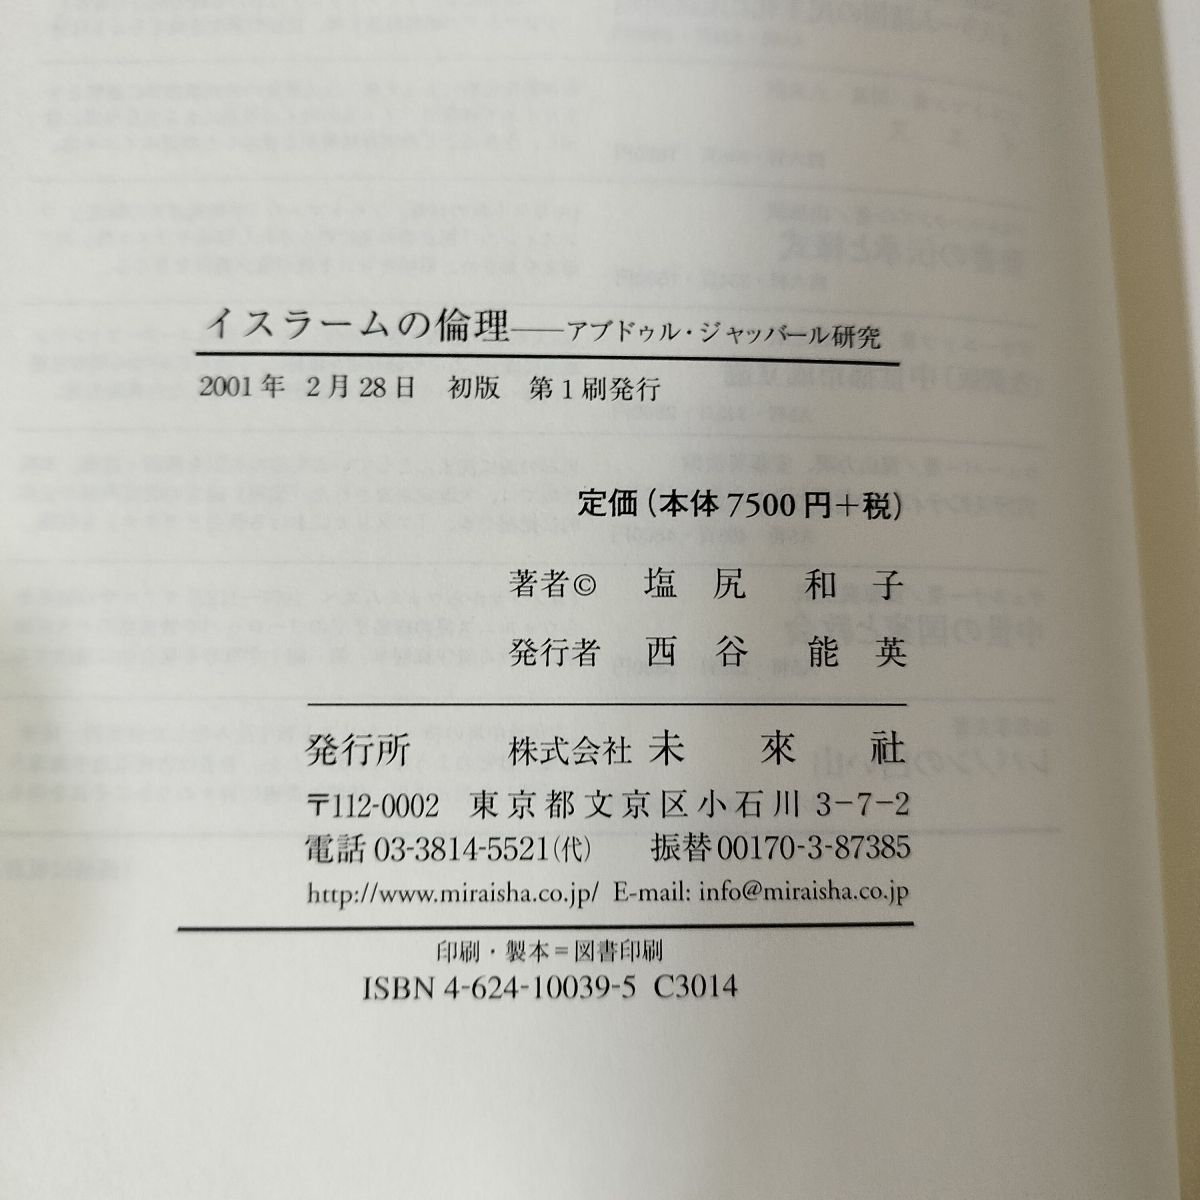 イスラームの倫理――アブドゥル・ジャッバール研究
2001年 2月28日 初版 第1刷発行
定価（本体7500円＋税）
著者© 塩尻 和子
発行者 西谷 能英
発行所 株式会社 未來社
〒112-0002 東京都文京区小石川 3-7-2
電話 03-3814-5521（代） 振替 00170-3-87385
http://www.miraisha.co.jp/ E-mail: info@miraisha.co.jp
印刷・製本＝図書印刷
ISBN 4-624-10039-5 C3014